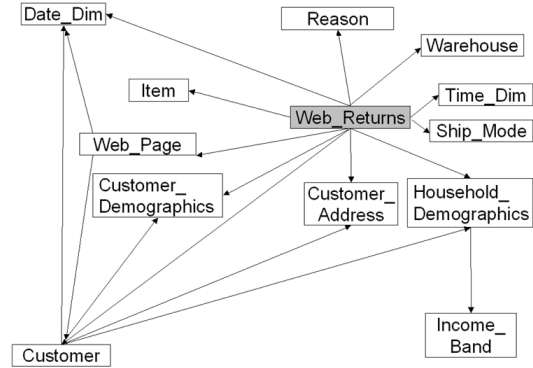 Date_Dim
Reason
Warehouse
Item
Time_Dim
Web_Returns
Ship_Mode
Web_Page
Customer_
Demographics
Customer_
Address
Household_
Demographics
Income_
Band
Customer